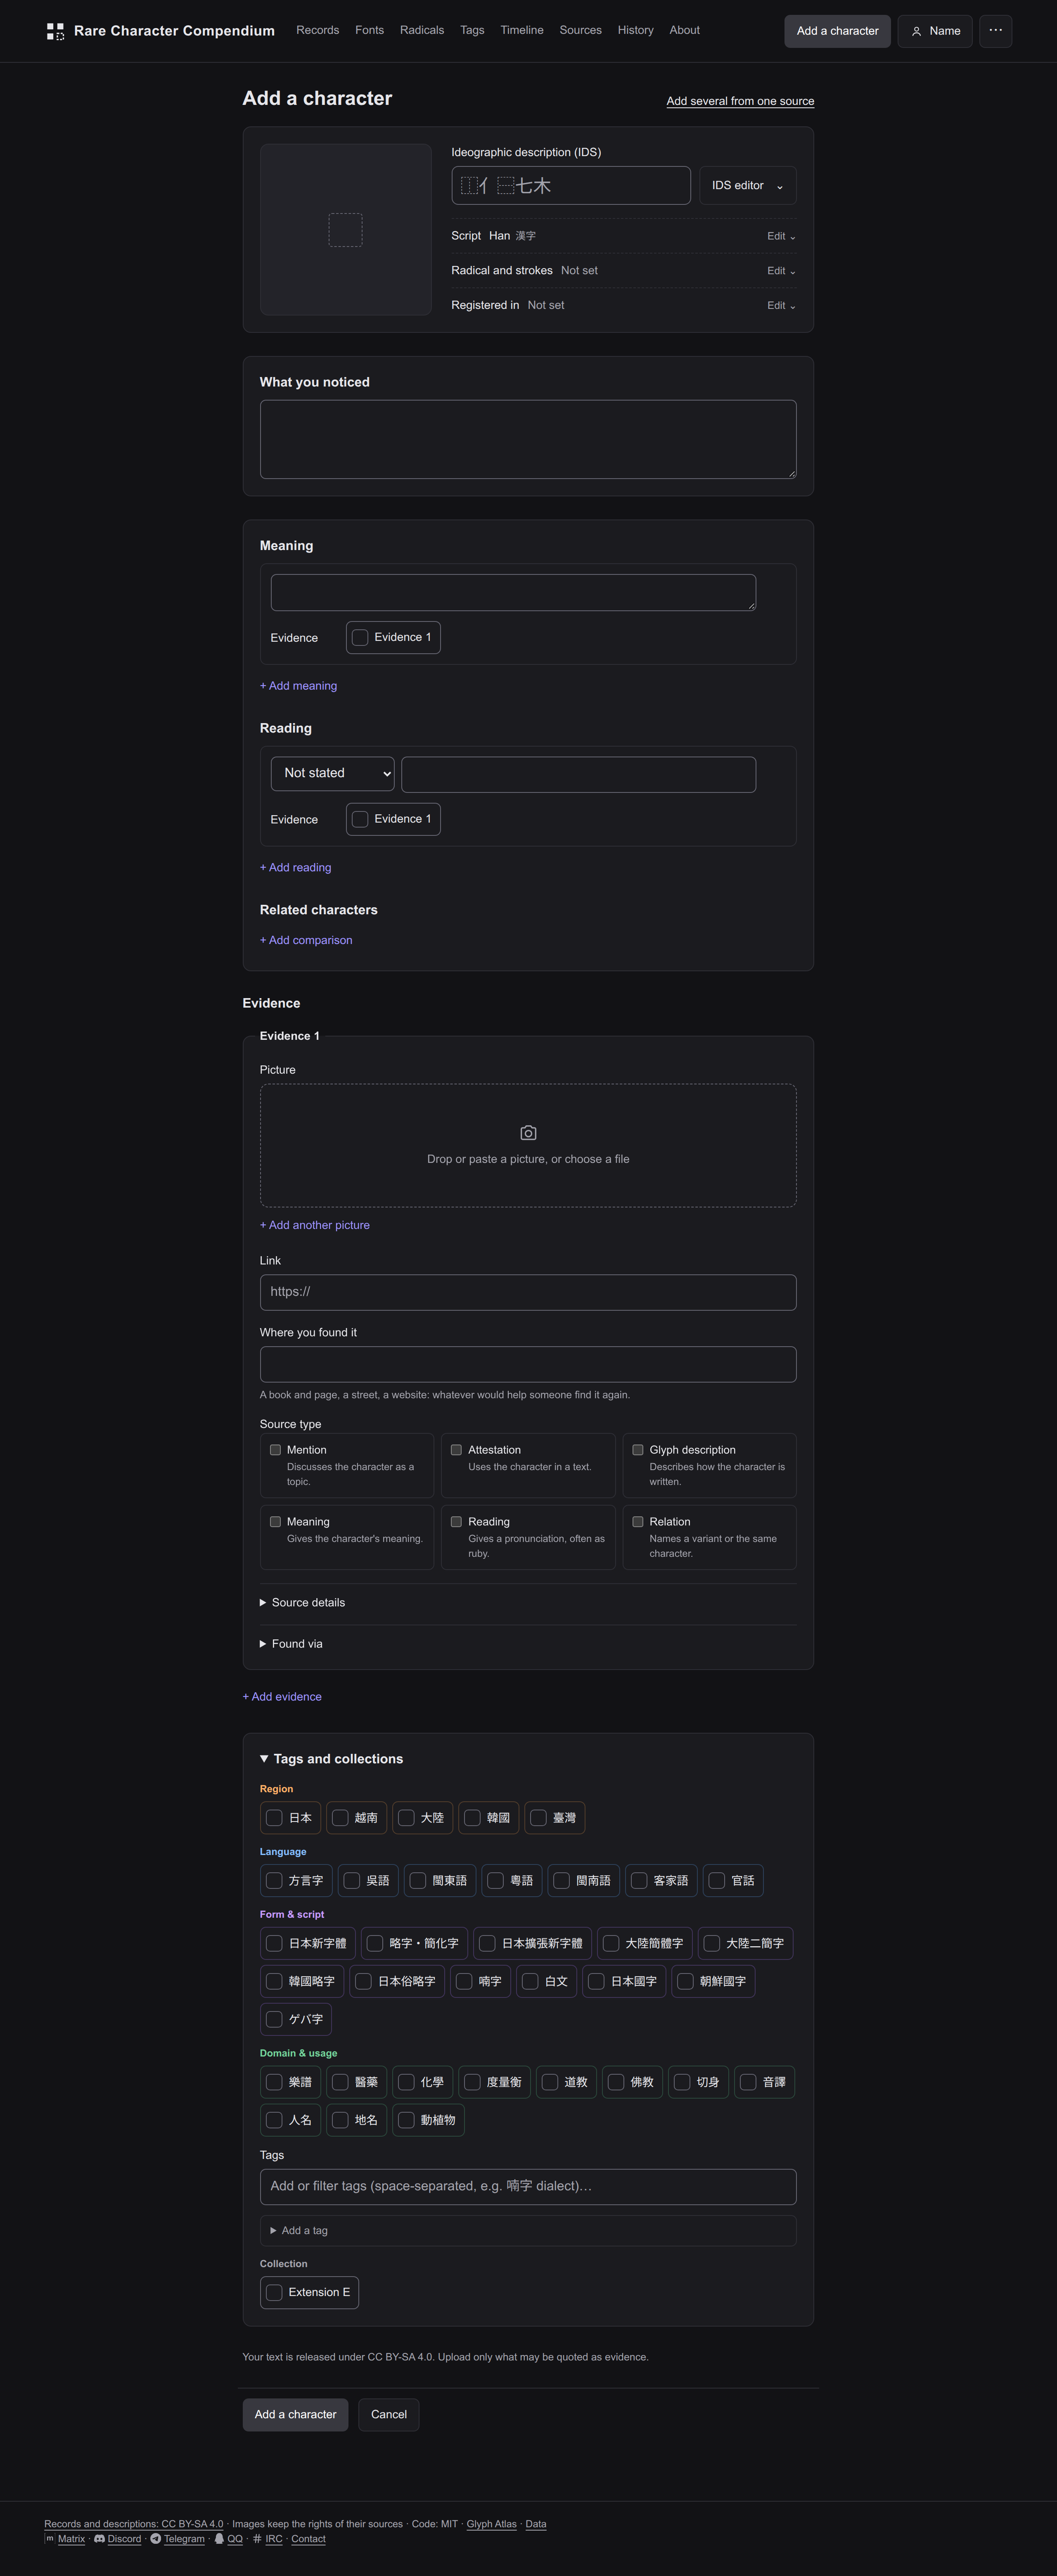 Rare Character Compendium
Records Fonts Radicals Tags Timeline Sources History About
Add a character
Name
Add a character
Add several from one source
Ideographic description (IDS)
⿰亻⿱七木
IDS editor
Script Han 漢字
Edit
Radical and strokes Not set
Edit
Registered in Not set
Edit
What you noticed
Meaning
Evidence
Evidence 1
+ Add meaning
Reading
Not stated
Evidence
Evidence 1
+ Add reading
Related characters
+ Add comparison
Evidence
Evidence 1
Picture
Drop or paste a picture, or choose a file
+ Add another picture
Link
https://
Where you found it
A book and page, a street, a website: whatever would help someone find it again.
Source type
Mention
Discusses the character as a
topic.
Attestation
Uses the character in a text.
Glyph description
Describes how the character is
written.
Meaning
Gives the character's meaning.
Reading
Gives a pronunciation, often as
ruby.
Relation
Names a variant or the same
character.
Source details
Found via
+ Add evidence
Tags and collections
Region
日本 越南 大陸 韓國 臺灣
Language
方言字 吳語 閩東語 粵語 閩南語 客家語 官話
Form & script
日本新字體 略字・簡化字 日本擴張新字體 大陸簡體字 大陸二簡字
韓國略字 日本俗略字 喃字 白文 日本國字 朝鮮國字
ゲバ字
Domain & usage
樂譜 醫藥 化學 度量衡 道教 佛教 切身 音譯
人名 地名 動植物
Tags
Add or filter tags (space-separated, e.g. 喃字 dialect)…
Add a tag
Collection
Extension E
Your text is released under CC BY-SA 4.0. Upload only what may be quoted as evidence.
Add a character
Cancel
Records and descriptions: CC BY-SA 4.0 · Images keep the rights of their sources · Code: MIT · Glyph Atlas · Data
Matrix · Discord · Telegram · QQ · IRC · Contact